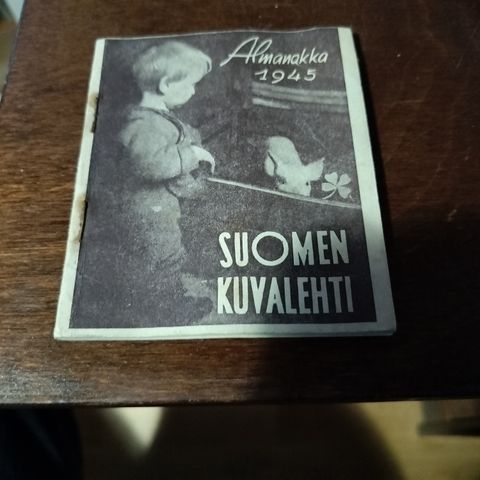 Almanakka
1945
SUOMEN
KUVALEHTI